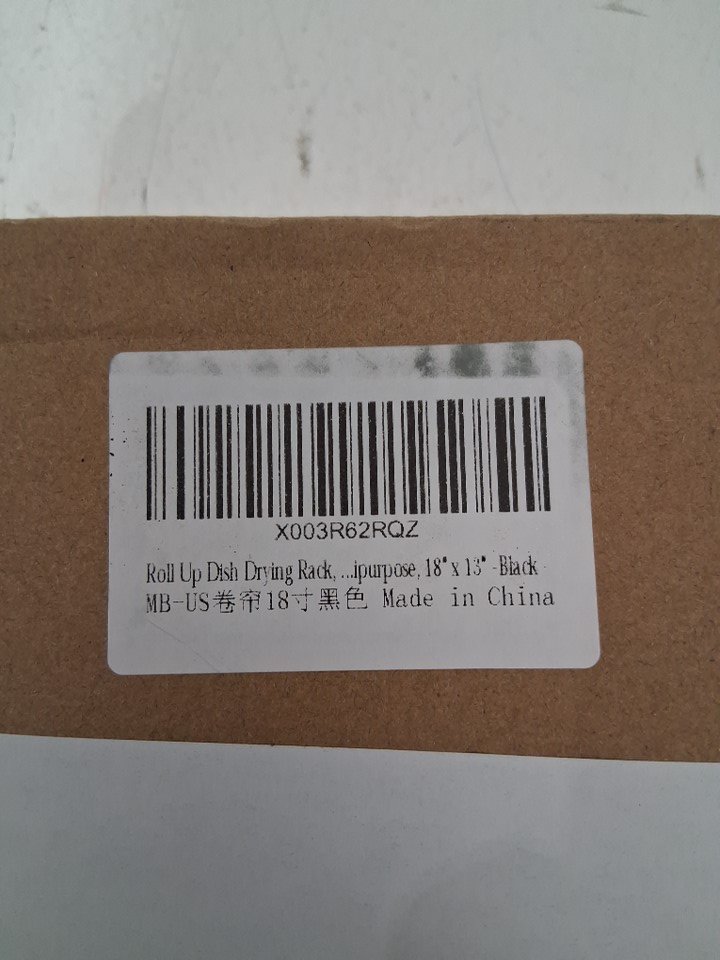 X003R62RQZ
Roll Up Dish Drying Rack, ...ipurpose, 18" x 13" -Black -
MB-US卷帘18寸黑色 Made in China